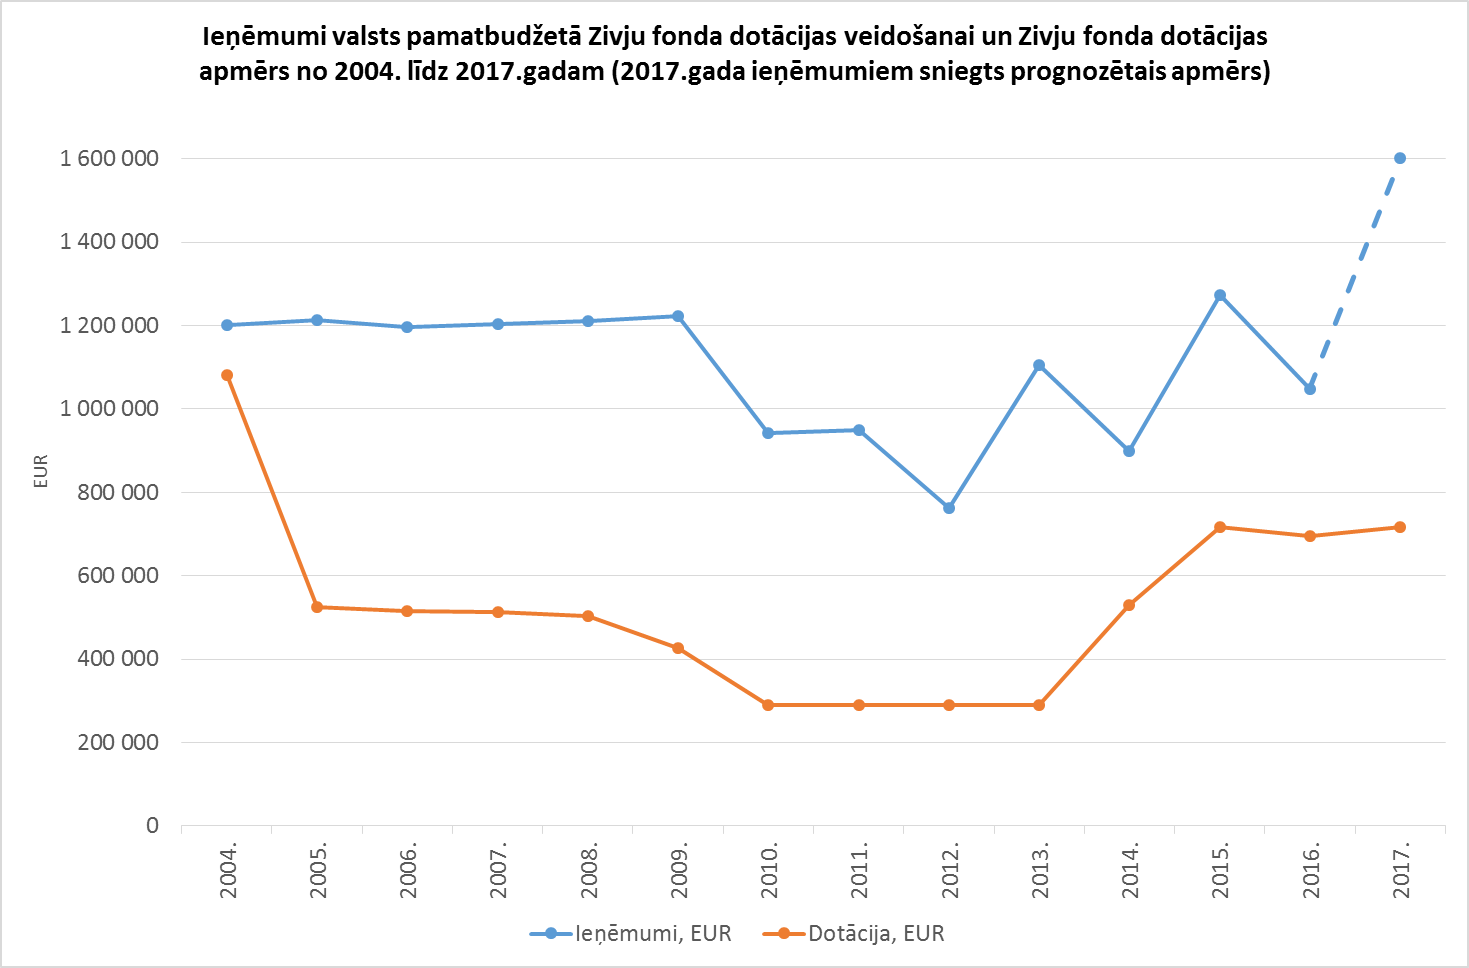 Ieņēmumi valsts pamatbudžetā Zivju fonda dotācijas veidošanai un Zivju fonda dotācijas
apmērs no 2004. līdz 2017.gadam (2017.gada ieņēmumiem sniegts prognozētais apmērs)
1 600 000
1 400 000
1 200 000
1 000 000
800 000
600 000
400 000
200 000
0
EUR
2004.
2005.
2006.
2007.
2008.
2009.
2010.
2011.
2012.
2013.
2014.
2015.
2016.
2017.
Ieņēmumi, EUR
Dotācija, EUR